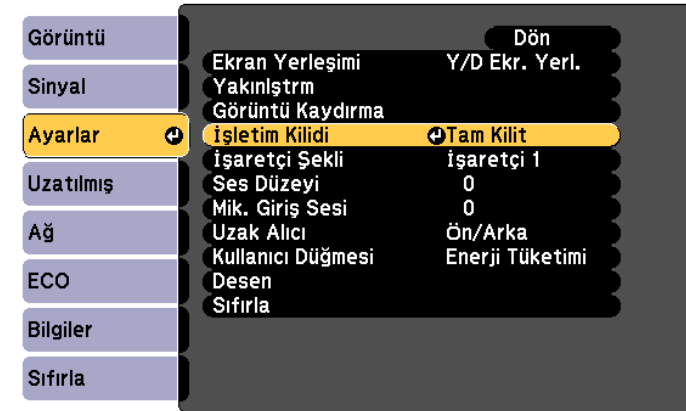 Görüntü
Sinyal
Ayarlar
Uzatılmış
Ağ
ECO
Bilgiler
Sıfırla
Dön
Ekran Yerleşimi Y/D Ekr. Yerl.
Yakınlştrm
Görüntü Kaydırma
İşletim Kilidi Tam Kilit
İşaretçi Şekli İşaretçi 1
Ses Düzeyi 0
Mik. Giriş Sesi 0
Uzak Alıcı Ön/Arka
Kullanıcı Düğmesi Enerji Tüketimi
Desen
Sıfırla